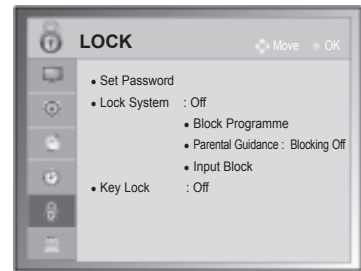 LOCK
Move OK
• Set Password
• Lock System : Off
• Block Programme
• Parental Guidance : Blocking Off
• Input Block
• Key Lock : Off